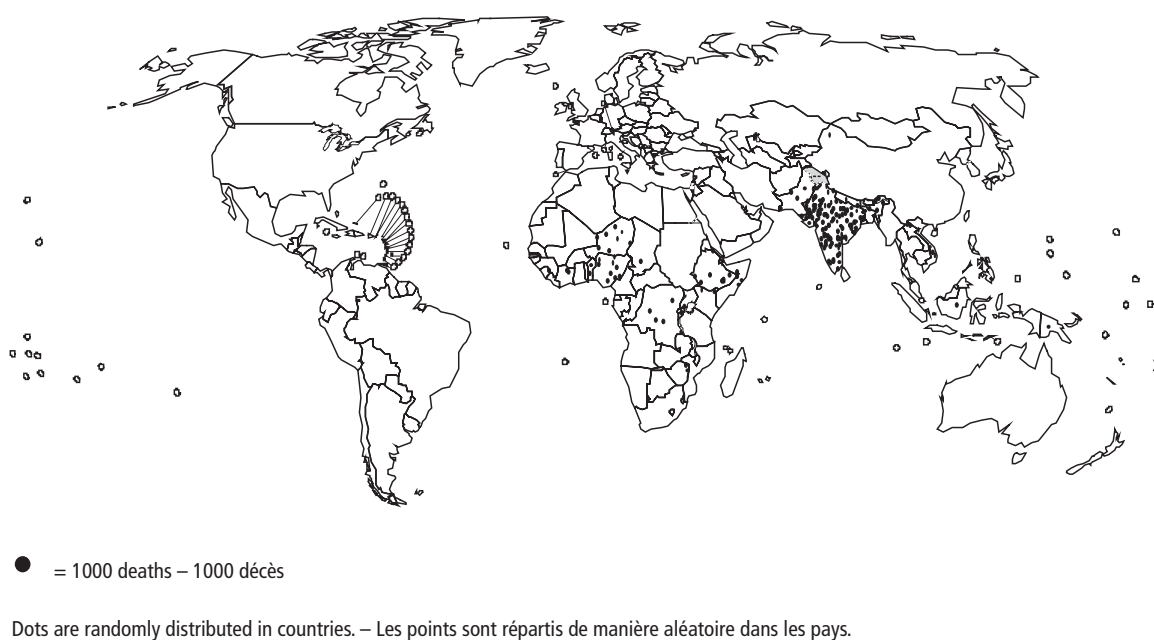 = 1000 deaths – 1000 décès
Dots are randomly distributed in countries. – Les points sont répartis de manière aléatoire dans les pays.